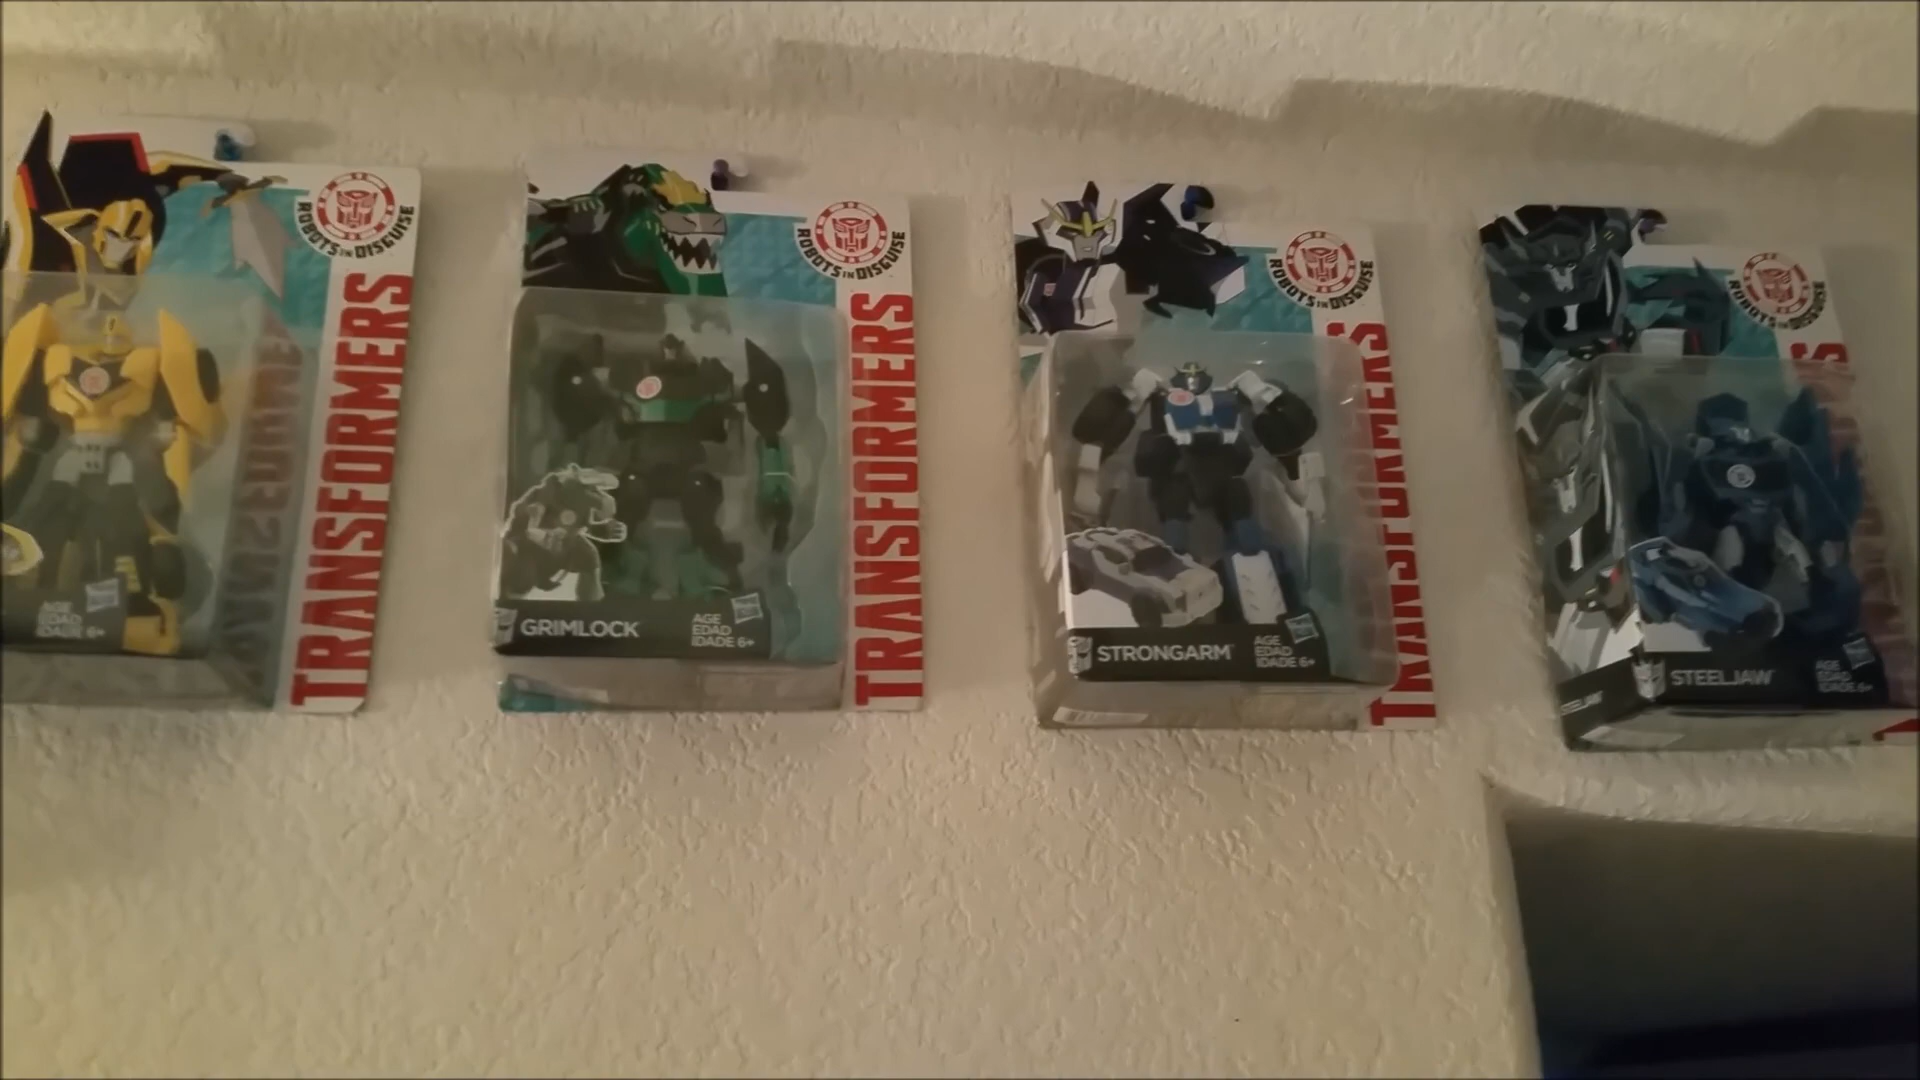 ROBOTS IN DISGUISE
TRANSFORMERS
AGE
EDAD
IDADE 6+
ROBOTS IN DISGUISE
TRANSFORMERS
GRIMLOCK
AGE
EDAD
IDADE 6+
ROBOTS IN DISGUISE
TRANSFORMERS
STRONGARM
AGE
EDAD
IDADE 6+
ROBOTS IN DISGUISE
STEELJAW
AGE
EDAD
IDADE 6+